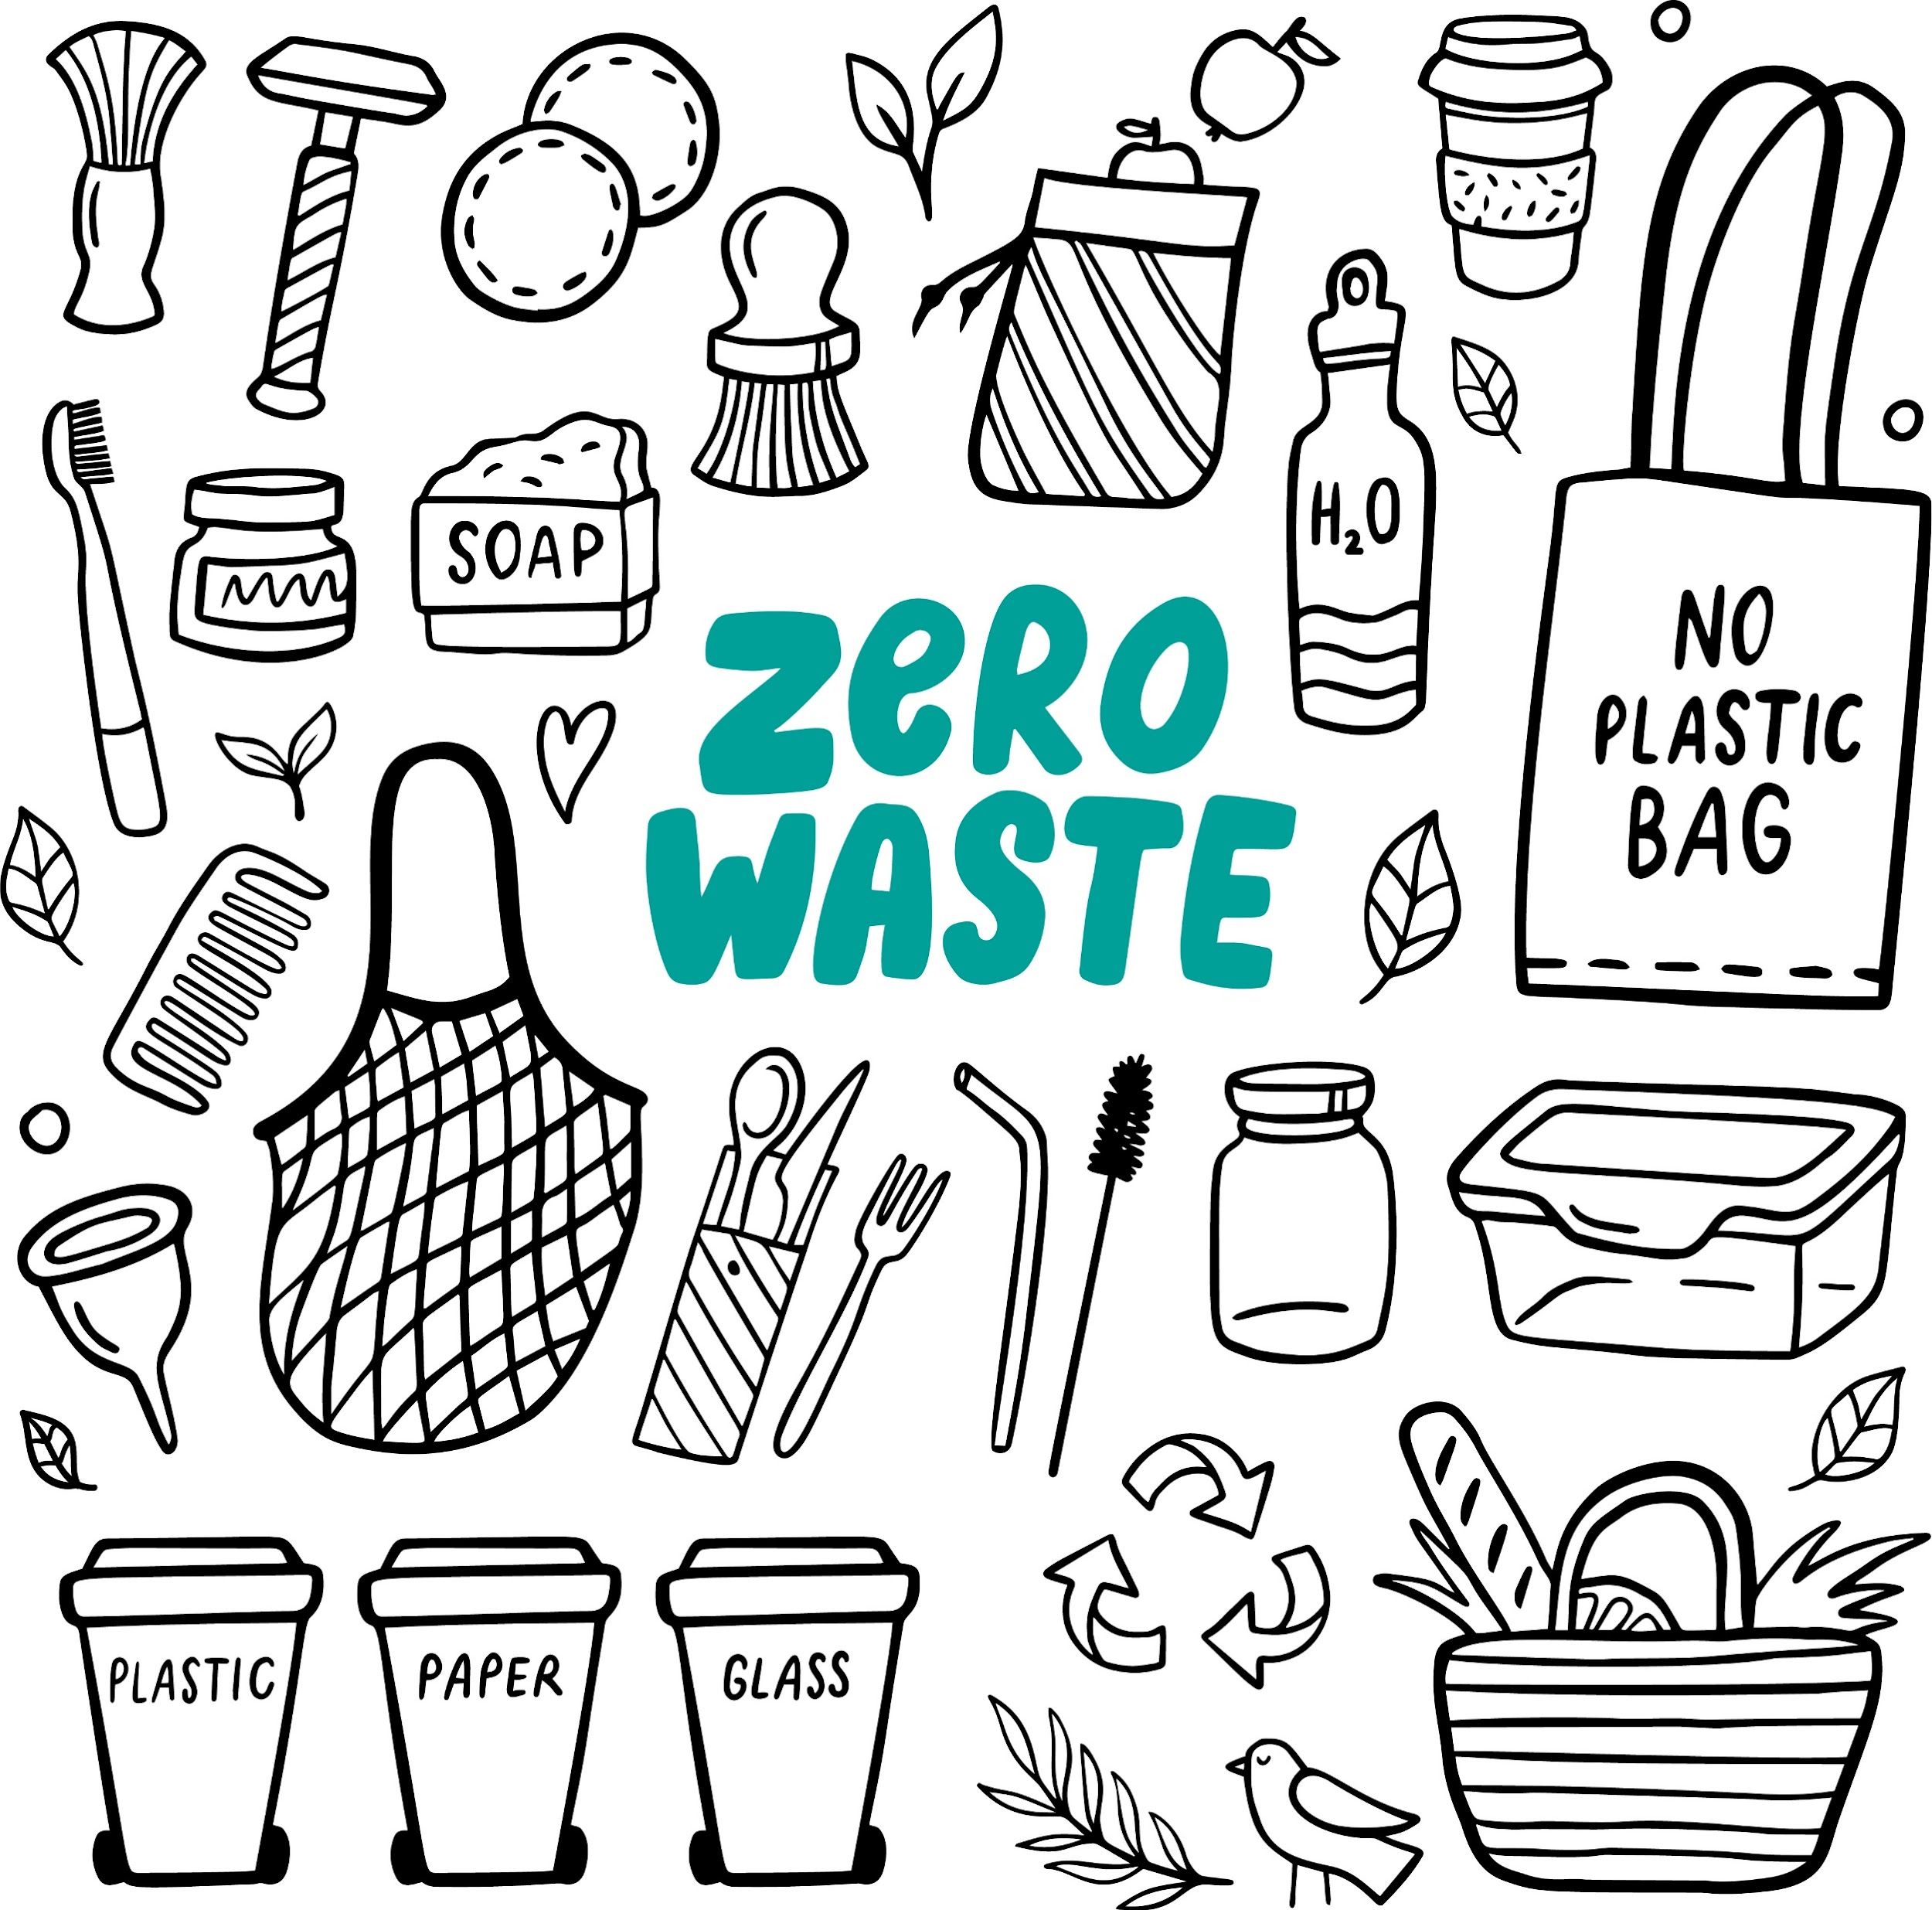 SOAP
H₂O
ZeRO
WASTE
NO
PLASTIC
BAG
PLASTIC
PAPER
GLASS